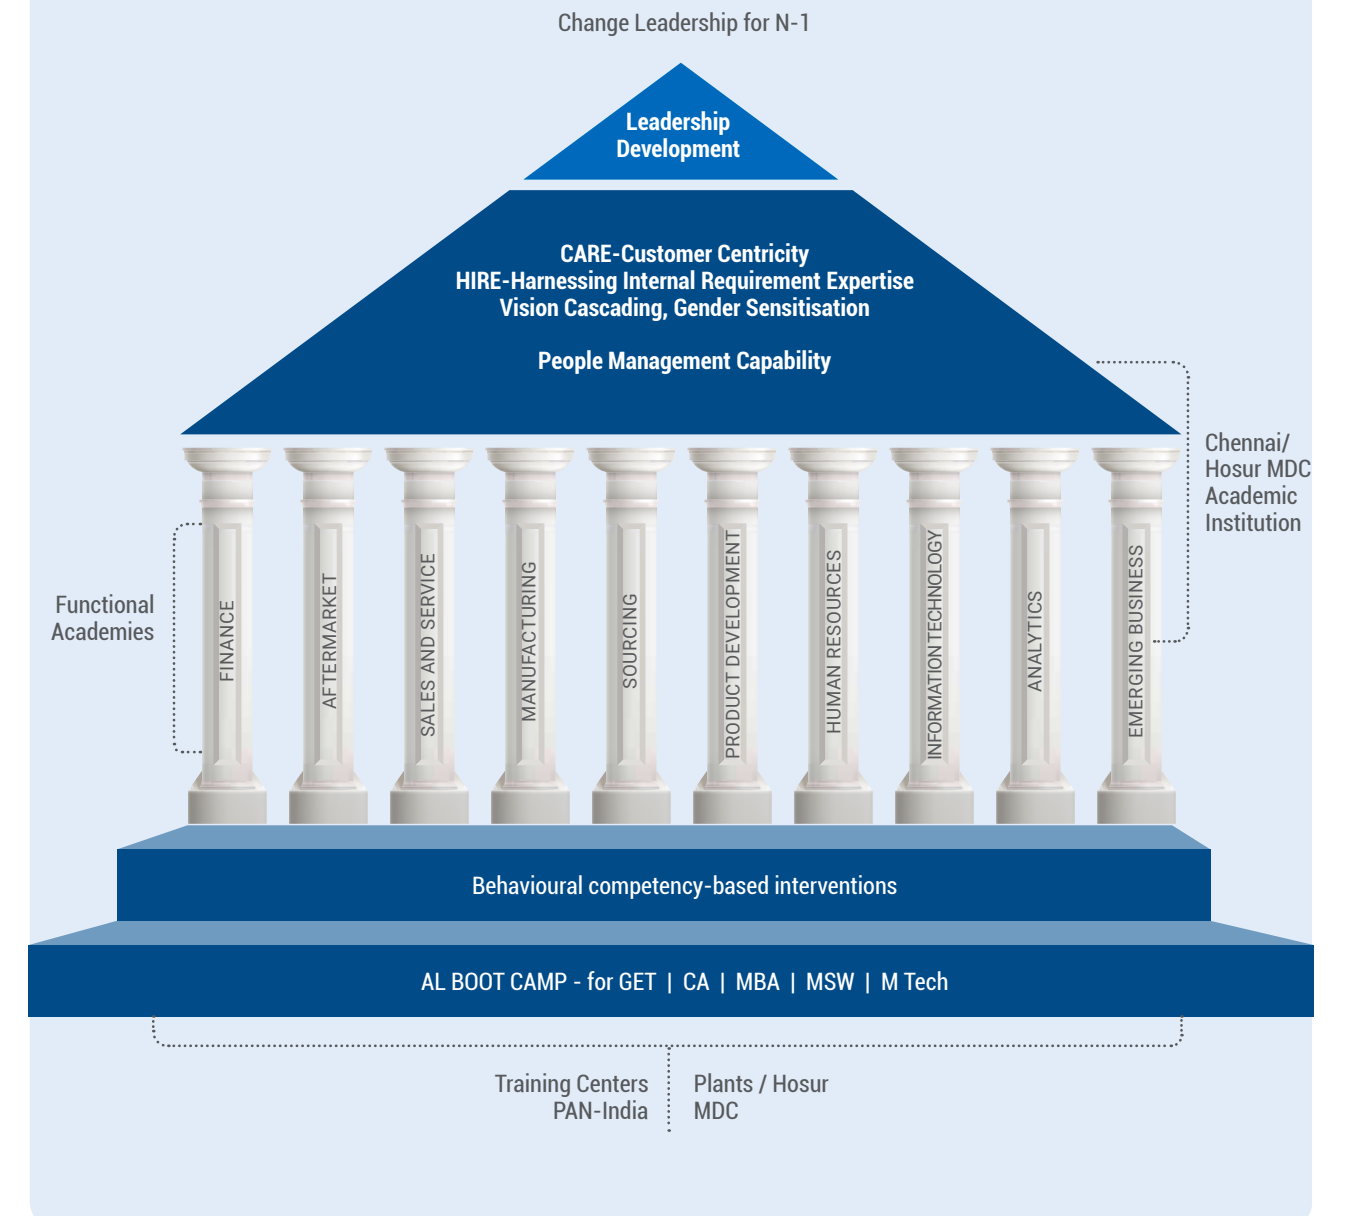 Change Leadership for N-1
Leadership
Development
CARE-Customer Centricity
HIRE-Harnessing Internal Requirement Expertise
Vision Cascading, Gender Sensitisation
People Management Capability
Chennai/
Hosur MDC
Academic
Institution
Functional
Academies
FINANCE
AFTERMARKET
SALES AND SERVICE
MANUFACTURING
SOURCING
PRODUCT DEVELOPMENT
HUMAN RESOURCES
INFORMATION TECHNOLOGY
ANALYTICS
EMERGING BUSINESS
Behavioural competency-based interventions
AL BOOT CAMP - for GET | CA | MBA | MSW | M Tech
Training Centers
PAN-India
Plants / Hosur
MDC